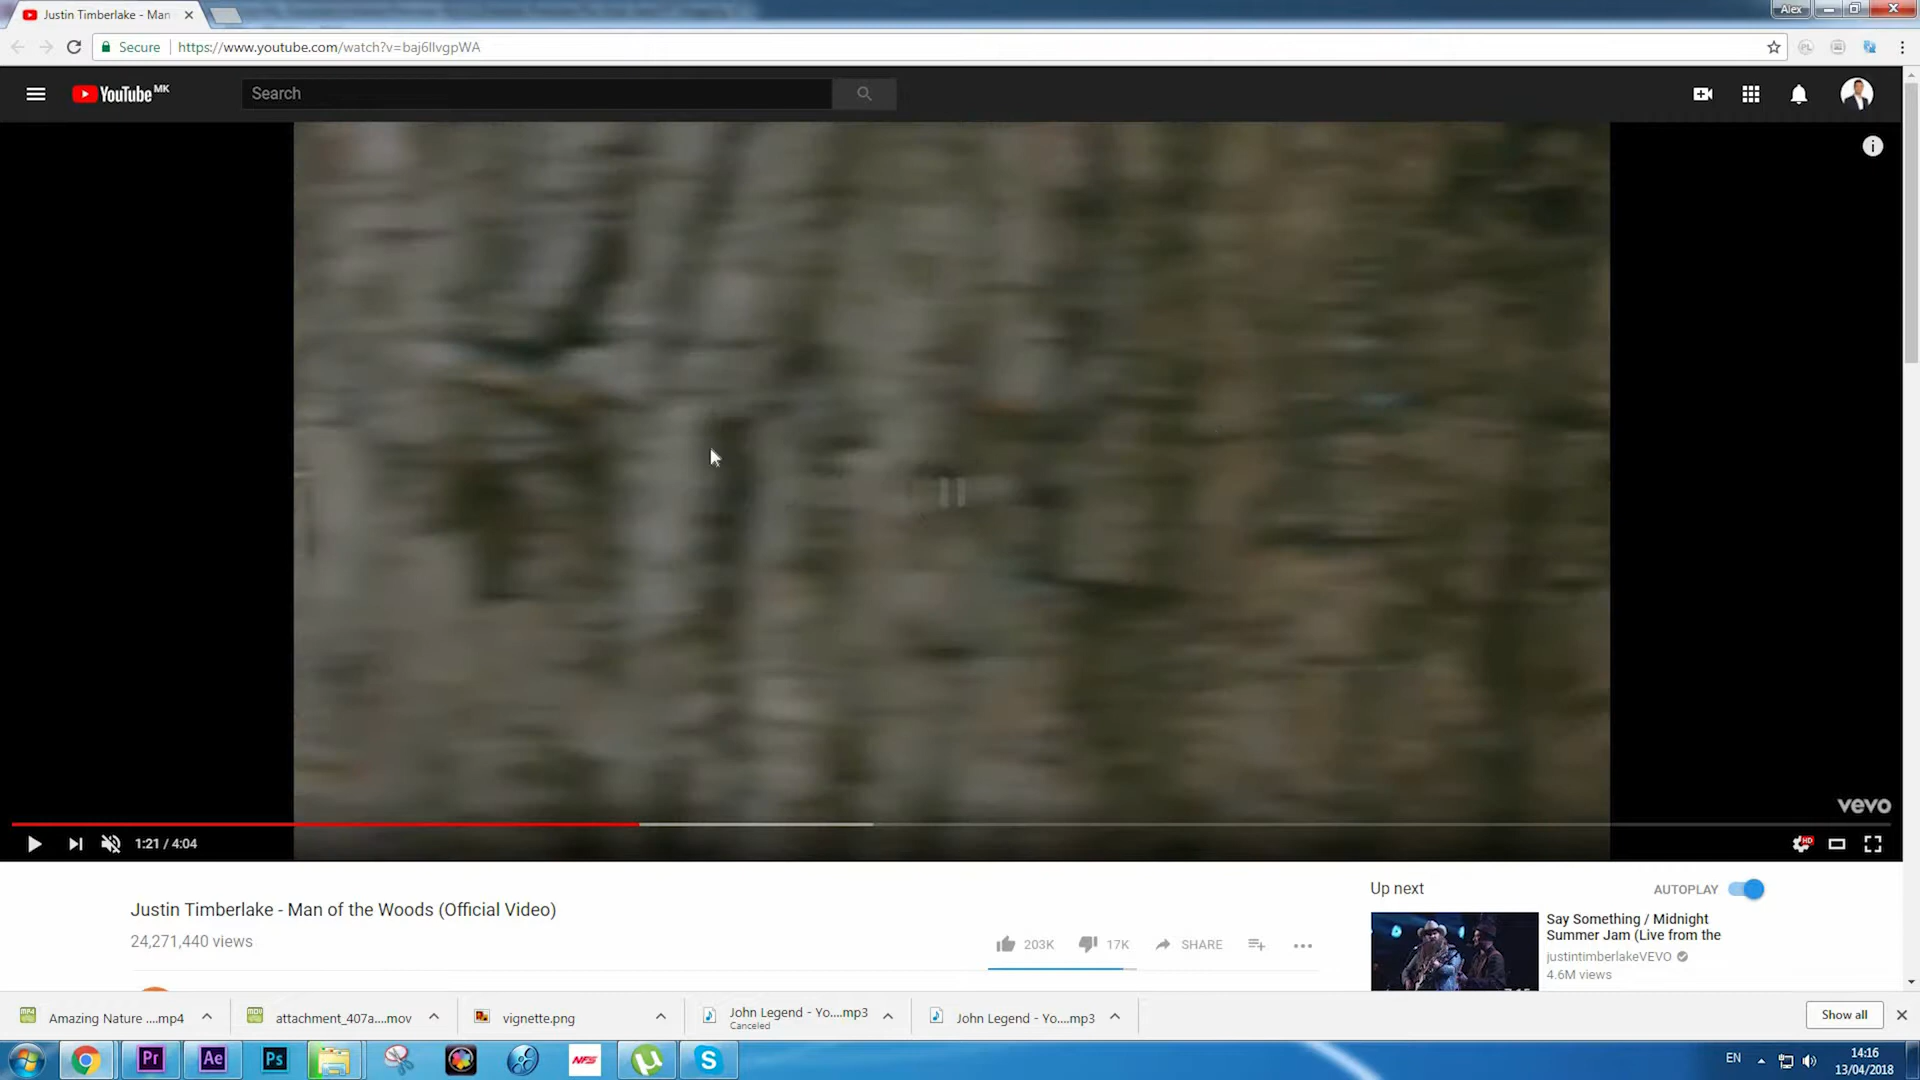 Justin Timberlake - Man
Alex
Secure
https://www.youtube.com/watch?v=baj6llvgpWA
YouTube MK
Search
vevo
1:21 / 4:04
HD
Justin Timberlake - Man of the Woods (Official Video)
24,271,440 views
203K
17K
SHARE
Up next
AUTOPLAY
Say Something / Midnight
Summer Jam (Live from the
justintimberlakeVEVO
4.6M views
Amazing Nature ....mp4
attachment_407a....mov
vignette.png
John Legend - Yo....mp3
Canceled
John Legend - Yo....mp3
Show all
Pr
Ae
Ps
NFS
EN
14:16
13/04/2018